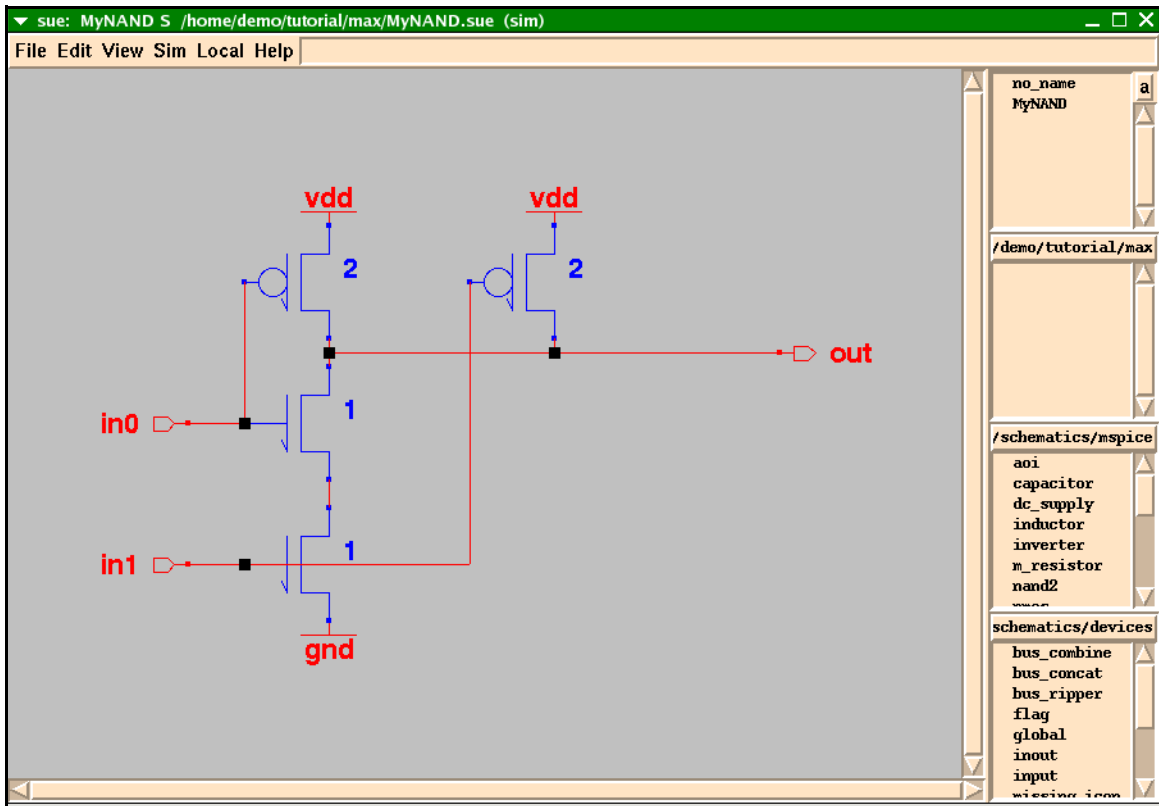 sue: MyNAND S /home/demo/tutorial/max/MyNAND.sue (sim)
File Edit View Sim Local Help
vdd
vdd
2
2
out
in0
1
in1
1
gnd
no_name
a
MyNAND
/demo/tutorial/max
/schematics/mspice
aoi
capacitor
dc_supply
inductor
inverter
m_resistor
nand2
schematics/devices
bus_combine
bus_concat
bus_ripper
flag
global
inout
input
missing_icon